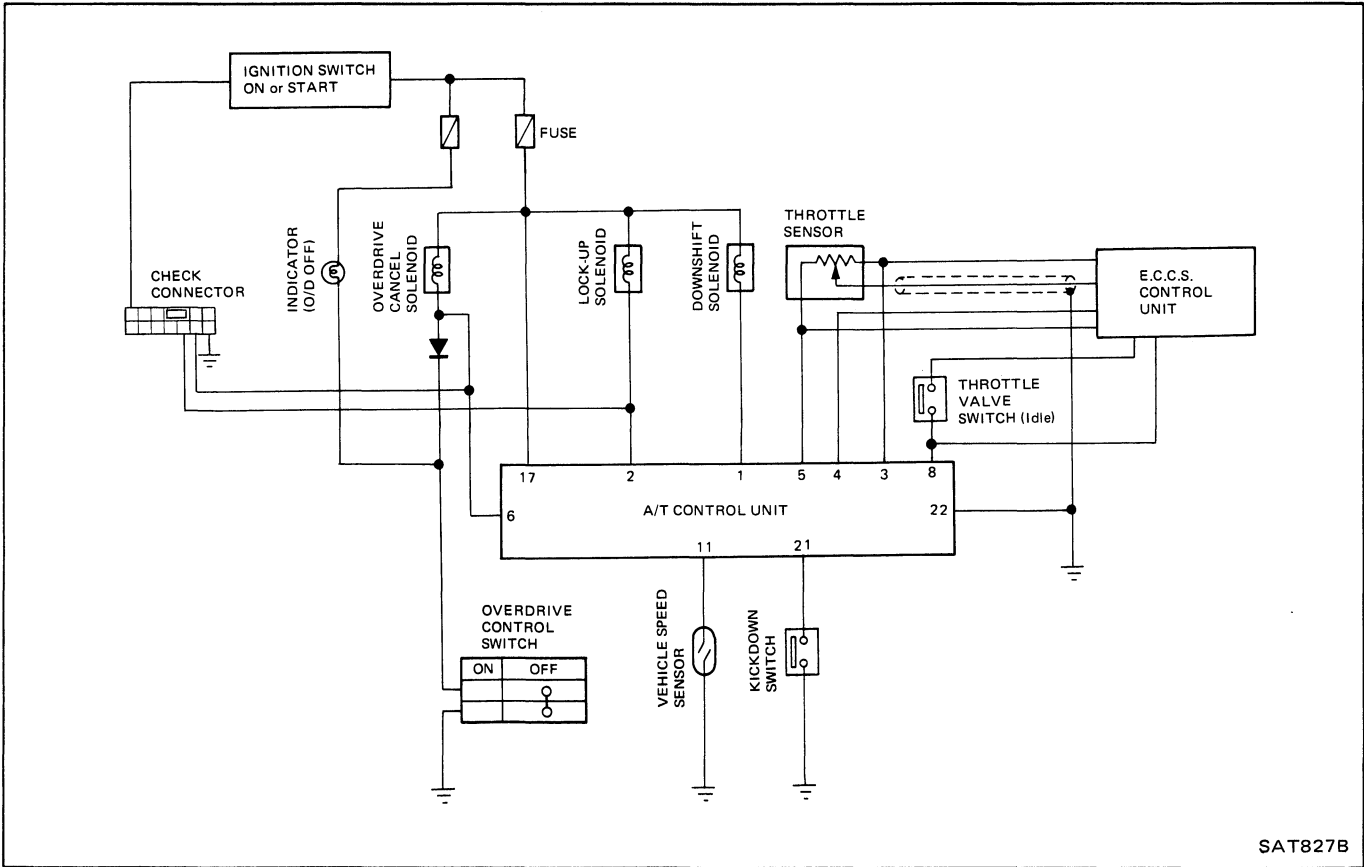 IGNITION SWITCH
ON or START
FUSE
INDICATOR
(O/D OFF)
OVERDRIVE
CANCEL
SOLENOID
LOCK-UP
SOLENOID
DOWNSHIFT
SOLENOID
THROTTLE
SENSOR
E.C.C.S.
CONTROL
UNIT
CHECK
CONNECTOR
THROTTLE
VALVE
SWITCH (Idle)
17
2
1
5
4
3
8
6
A/T CONTROL UNIT
22
11
21
OVERDRIVE
CONTROL
SWITCH
ON OFF
VEHICLE SPEED
SENSOR
KICKDOWN
SWITCH
SAT827B